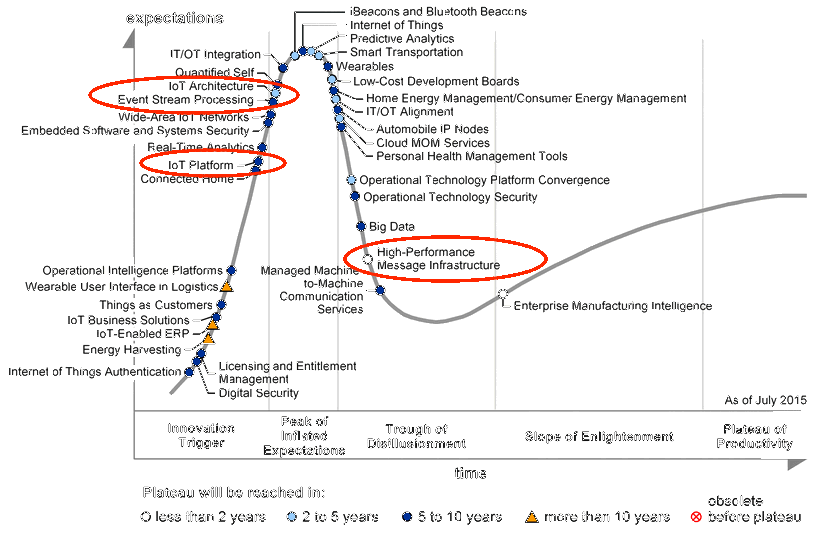 expectations
iBeacons and Bluetooth Beacons
Internet of Things
Predictive Analytics
Smart Transportation
IT/OT Integration
Wearables
Quantified Self
Low-Cost Development Boards
IoT Architecture
Event Stream Processing
Home Energy Management/Consumer Energy Management
IT/OT Alignment
Wide-Area IoT Networks
Embedded Software and Systems Security
Automobile IP Nodes
Cloud MOM Services
Real-Time Analytics
Personal Health Management Tools
IoT Platform
Connected Home
Operational Technology Platform Convergence
Operational Technology Security
Big Data
High-Performance
Message Infrastructure
Operational Intelligence Platforms
Managed Machine
to-Machine
Communication
Services
Wearable User Interface in Logistics
Things as Customers
Enterprise Manufacturing Intelligence
IoT Business Solutions
IoT-Enabled ERP
Energy Harvesting
Internet of Things Authentication
Licensing and Entitlement
Management
Digital Security
As of July 2015
Innovation
Trigger
Peak of
Inflated
Expectations
Trough of
Disillusionment
Slope of Enlightenment
Plateau of
Productivity
time
Plateau will be reached in:
less than 2 years
2 to 5 years
5 to 10 years
more than 10 years
obsolete
before plateau